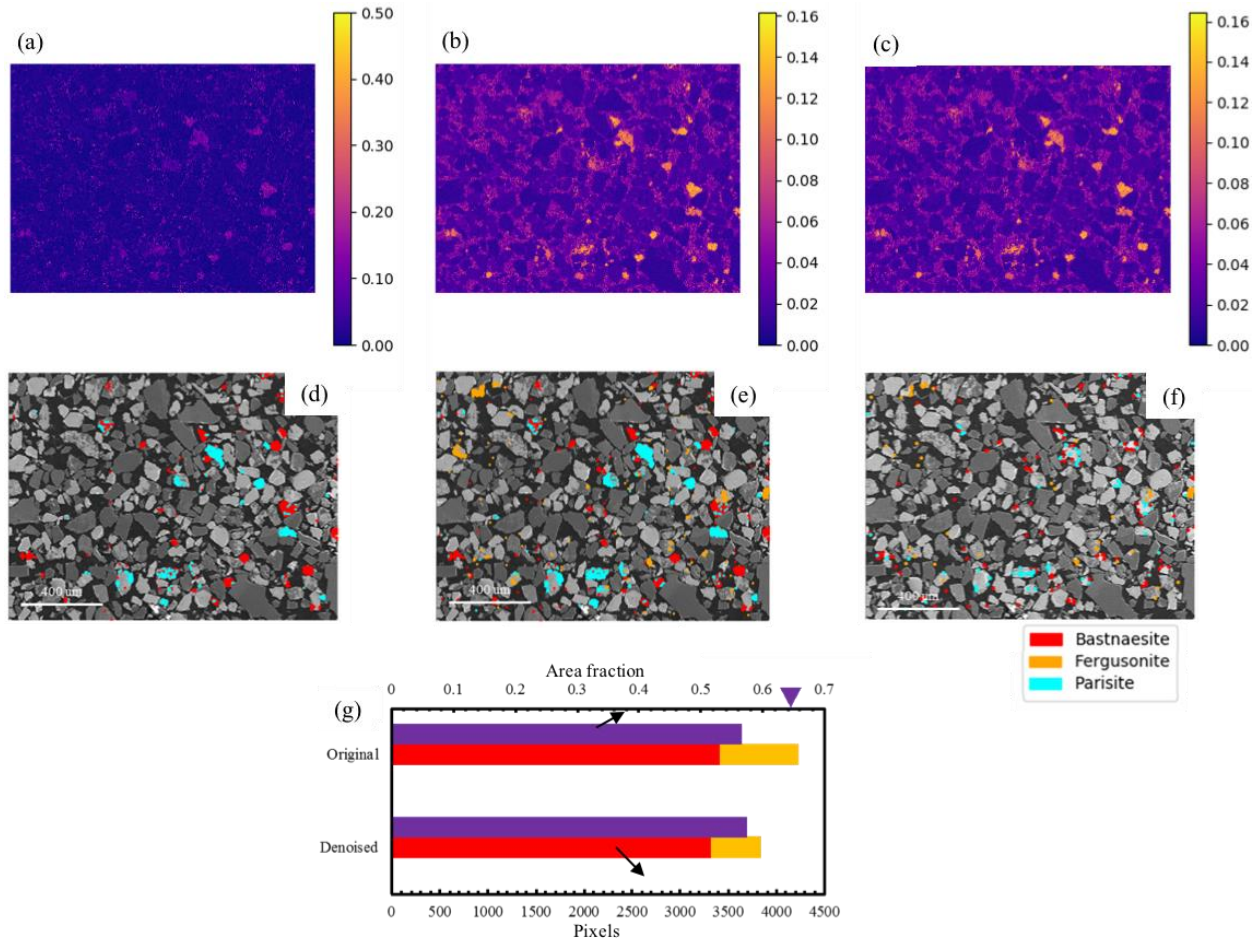 (a)
0.50
0.40
0.30
0.20
0.10
0.00
(b)
0.16
0.14
0.12
0.10
0.08
0.06
0.04
0.02
0.00
(c)
0.16
0.14
0.12
0.10
0.08
0.06
0.04
0.02
0.00
(d)
400 um
(e)
400 um
(f)
400 um
Bastnaesite
Fergusonite
Parisite
(g)
Area fraction
0 0.1 0.2 0.3 0.4 0.5 0.6 0.7
Original
Denoised
0 500 1000 1500 2000 2500 3000 3500 4000 4500
Pixels